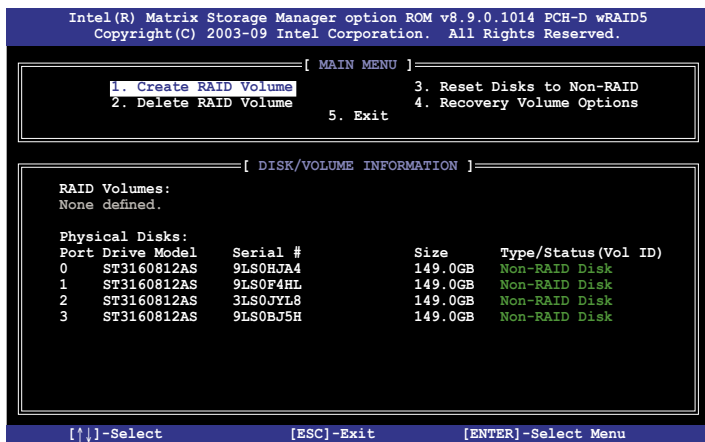 Intel(R) Matrix Storage Manager option ROM v8.9.0.1014 PCH-D wRAID5
Copyright(C) 2003-09 Intel Corporation. All Rights Reserved.
[ MAIN MENU ]
1. Create RAID Volume 3. Reset Disks to Non-RAID
2. Delete RAID Volume 4. Recovery Volume Options
5. Exit
[ DISK/VOLUME INFORMATION ]
RAID Volumes:
None defined.
Physical Disks:
Port Drive Model Serial # Size Type/Status(Vol ID)
0 ST3160812AS 9LS0HJA4 149.0GB Non-RAID Disk
1 ST3160812AS 9LS0F4HL 149.0GB Non-RAID Disk
2 ST3160812AS 3LS0JYL8 149.0GB Non-RAID Disk
3 ST3160812AS 9LS0BJ5H 149.0GB Non-RAID Disk
[↑↓]-Select [ESC]-Exit [ENTER]-Select Menu